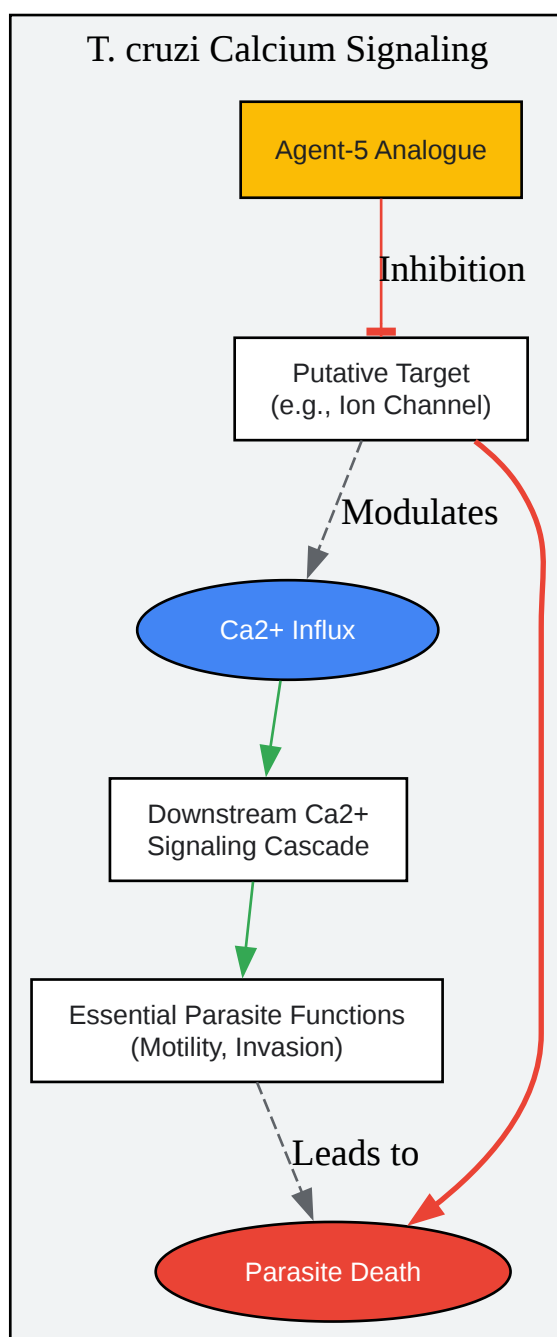 T. cruzi Calcium Signaling
Agent-5 Analogue
Inhibition
Putative Target
(e.g., Ion Channel)
Modulates
Ca2+ Influx
Downstream Ca2+
Signaling Cascade
Essential Parasite Functions
(Motility, Invasion)
Leads to
Parasite Death